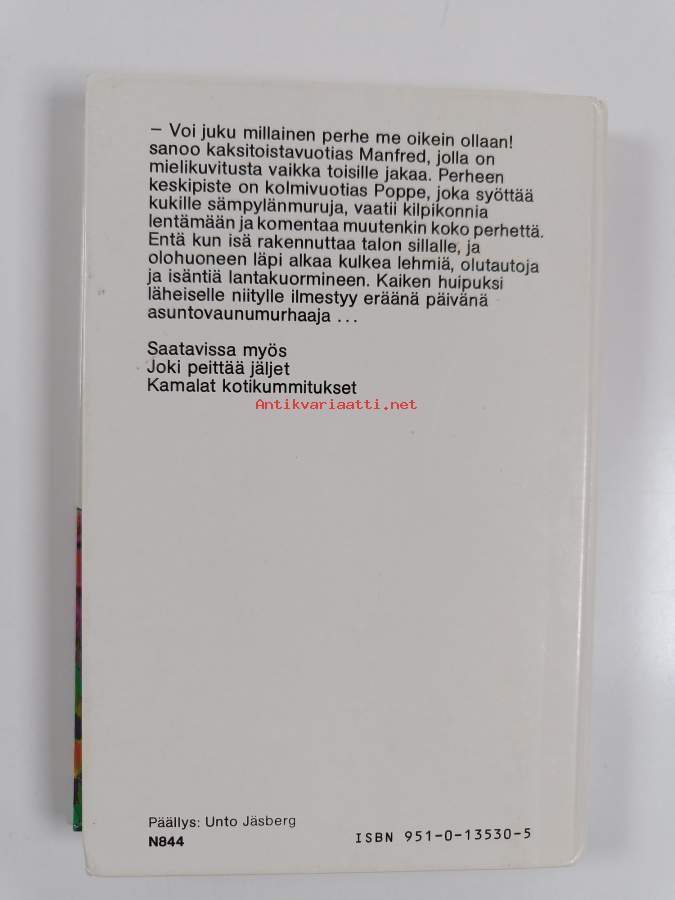 – Voi juku millainen perhe me oikein ollaan!
sanoo kaksitoistavuotias Manfred, jolla on
mielikuvitusta vaikka toisille jakaa. Perheen
keskipiste on kolmivuotias Poppe, joka syöttää
kukille sämpylänmuruja, vaatii kilpikonnia
lentämään ja komentaa muutenkin koko perhettä.
Entä kun isä rakennuttaa talon sillalle, ja
olohuoneen läpi alkaa kulkea lehmiä, olutautoja
ja isäntiä lantakuormineen. Kaiken huipuksi
läheiselle niitylle ilmestyy eräänä päivänä
asuntovaunumurhaaja ...
Saatavissa myös
Joki peittää jäljet
Kamalat kotikummitukset
Antikvariaatti.net
Päällys: Unto Jäsberg
N844
ISBN 951-0-13530-5